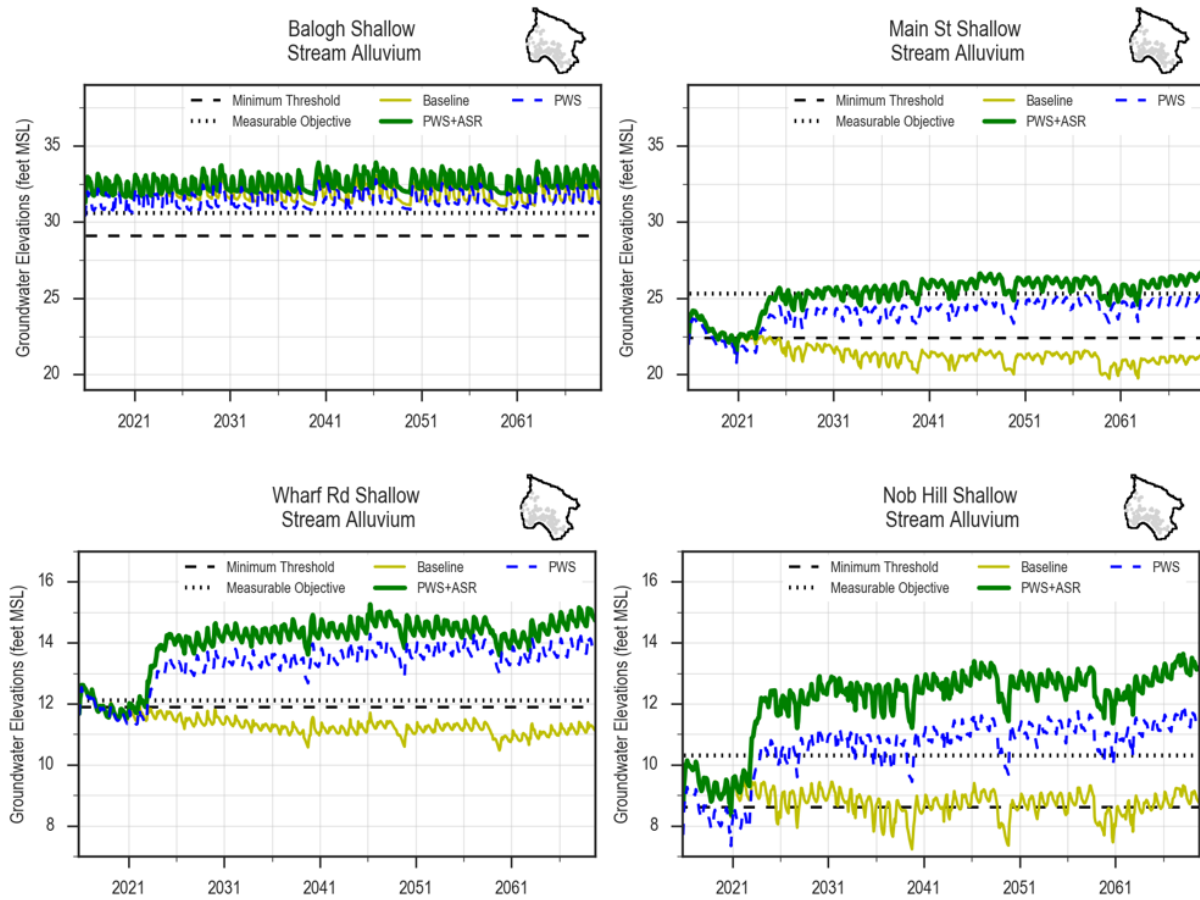 Balogh Shallow
Stream Alluvium
Minimum Threshold
Baseline
PWS
Measurable Objective
PWS+ASR
Groundwater Elevations (feet MSL)
35
30
25
20
2021
2031
2041
2051
2061
Main St Shallow
Stream Alluvium
Minimum Threshold
Baseline
PWS
Measurable Objective
PWS+ASR
Groundwater Elevations (feet MSL)
35
30
25
20
2021
2031
2041
2051
2061
Wharf Rd Shallow
Stream Alluvium
Minimum Threshold
Baseline
PWS
Measurable Objective
PWS+ASR
Groundwater Elevations (feet MSL)
16
14
12
10
8
2021
2031
2041
2051
2061
Nob Hill Shallow
Stream Alluvium
Minimum Threshold
Baseline
PWS
Measurable Objective
PWS+ASR
Groundwater Elevations (feet MSL)
16
14
12
10
8
2021
2031
2041
2051
2061